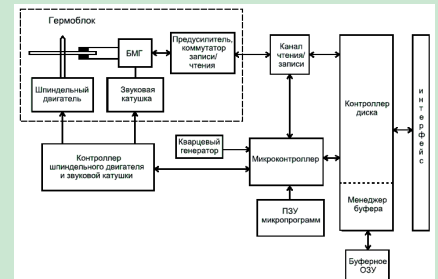 Гермоблок
Предусилитель,
коммутатор
записи/
чтения
БМГ
Канал
чтения/
записи
Шпиндельный
двигатель
Звуковая
катушка
Контроллер
диска
интерфейс
Кварцевый
генератор
Микроконтроллер
Контроллер
шпиндельного двигателя
и звуковой катушки
Менеджер
буфера
ПЗУ
микропрограмм
Буферное
ОЗУ